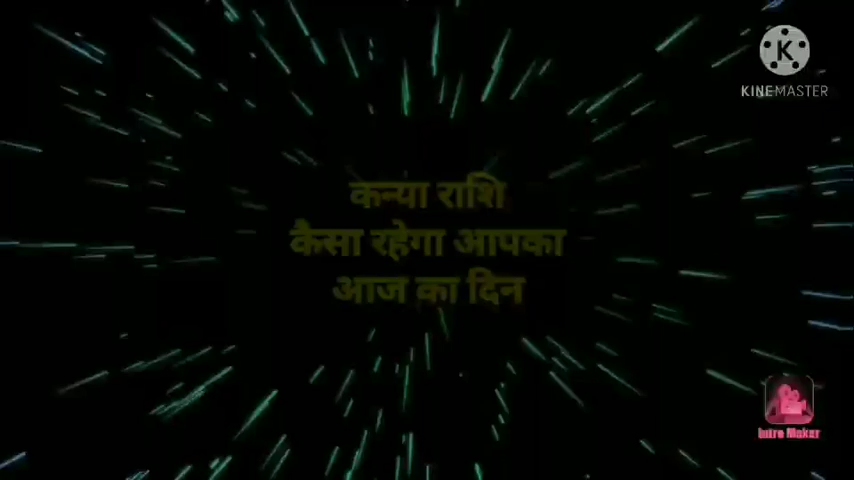 KINEMASTER
कन्या राशि
कैसा रहेगा आपका
आज का दिन
Intro Maker